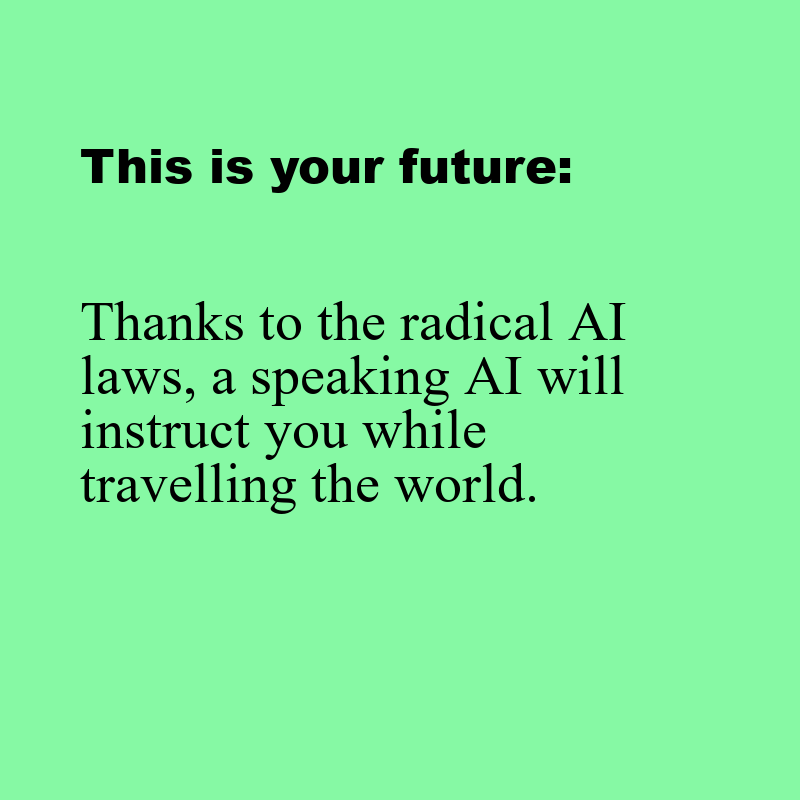 This is your future:
Thanks to the radical AI
laws, a speaking AI will
instruct you while
travelling the world.